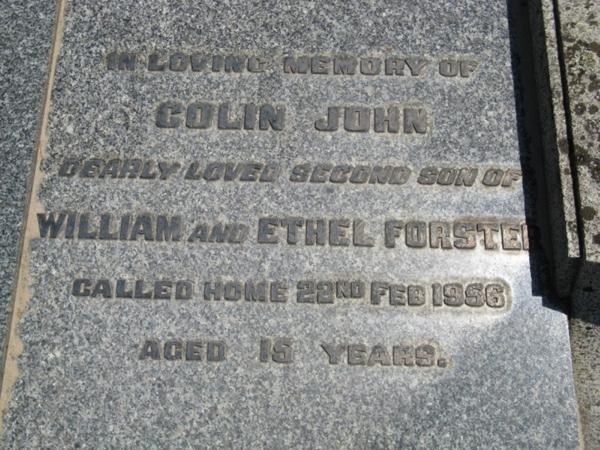 IN LOVING MEMORY OF
COLIN JOHN
DEARLY LOVED SECOND SON OF
WILLIAM AND ETHEL FORSTER
CALLED HOME 22ND FEB 1956
AGED 15 YEARS.